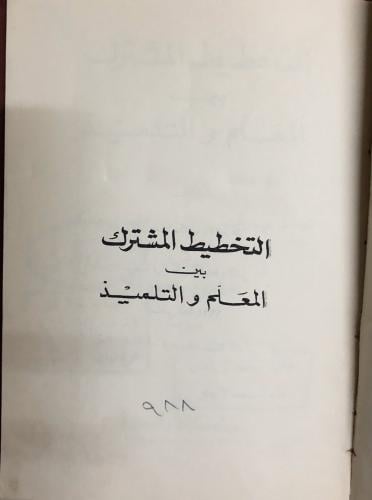 التخطيط المشترك
بين
المعلم والتلميذ
٩٨٨